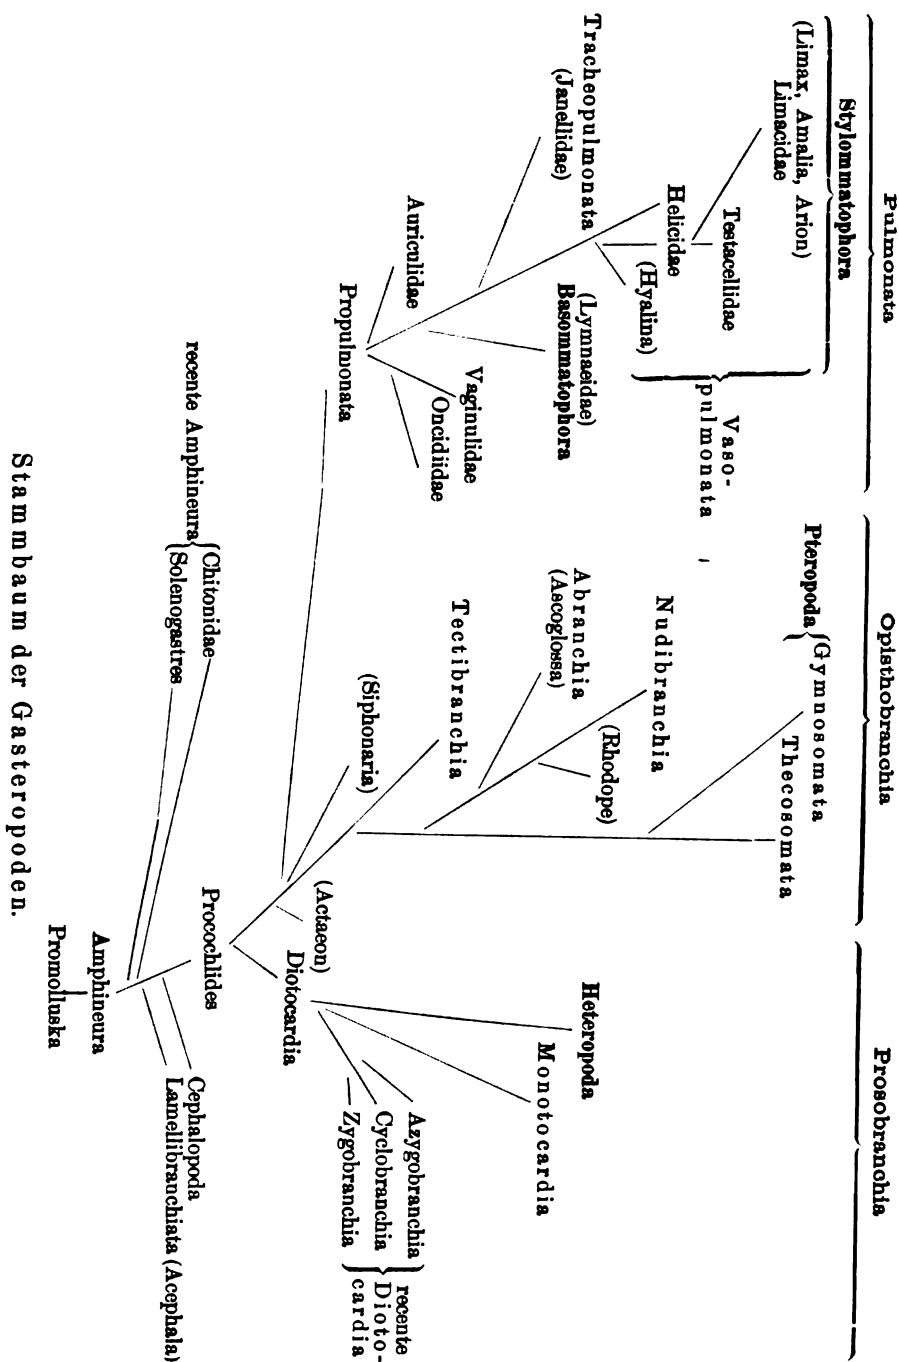 Pulmonata
Opisthobranchia
Prosobranchia
Stylommatophora
(Limax, Amalia, Arion)
Limacidae
Testacellidae
Helicidae
(Hyalina)
Vaso-
pulmonata
Tracheopulmonata
(Janellidae)
(Lymnaeidae)
Basommatophora
Auriculidae
Vaginulidae
Oncidiidae
Propulmonata
Pteropoda
Gymnosomata
Thecosomata
Nudibranchia
(Rhodope)
Abranchia
(Ascoglossa)
Tectibranchia
(Siphonaria)
(Actaeon)
Heteropoda
Monotocardia
Azygobranchia
Cyclobranchia
Zygobranchia
recente
Dioto-
cardia
Diotocardia
Procochlides
recente Amphineura
Chitonidae
Solenogastres
Cephalopoda
Lamellibranchiata (Acephala)
Amphineura
Promolluska
Stammbaum der Gasteropoden.